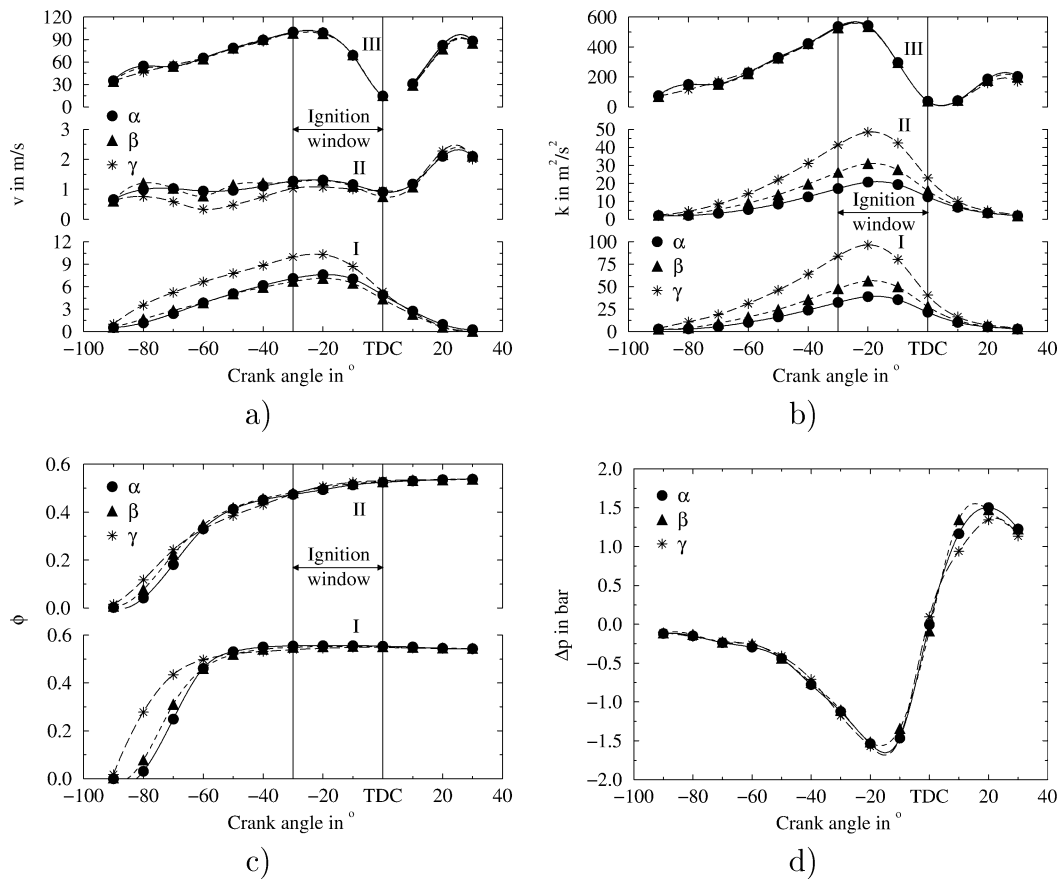 120
90
60
30
0
III
α
β
γ
Ignition
window
3
2
1
0
II
12
9
6
3
0
I
v in m/s
−100 −80 −60 −40 −20 TDC 20 40
Crank angle in °
a)
600
400
200
0
III
50
40
30
20
10
0
II
Ignition
window
100
75
50
25
0
α
β
γ
I
k in m²/s²
−100 −80 −60 −40 −20 TDC 20 40
Crank angle in °
b)
0.6
0.4
0.2
0.0
α
β
γ
II
Ignition
window
0.6
0.4
0.2
0.0
I
ϕ
−100 −80 −60 −40 −20 TDC 20 40
Crank angle in °
c)
2.0
1.5
1.0
0.5
0.0
−0.5
−1.0
−1.5
−2.0
α
β
γ
Δp in bar
−100 −80 −60 −40 −20 TDC 20 40
Crank angle in °
d)